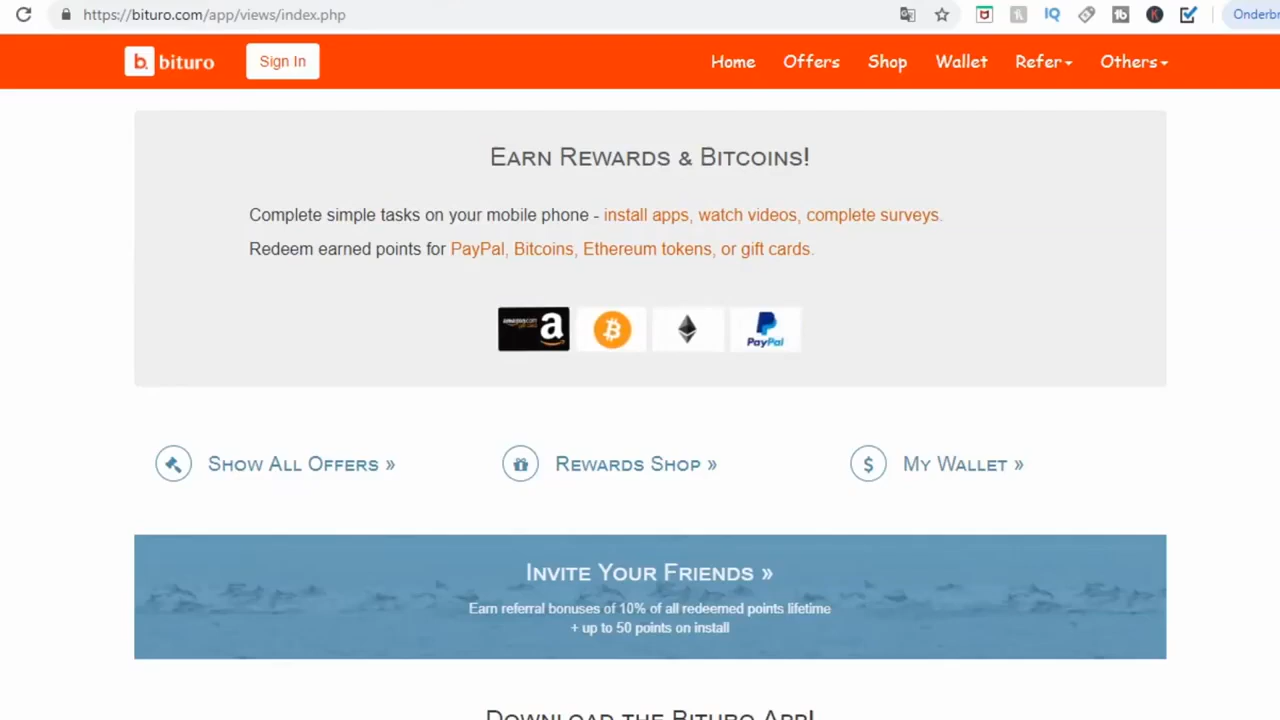 https://bituro.com/app/views/index.php
Onderbr
b. bituro
Sign In
Home
Offers
Shop
Wallet
Refer
Others
Earn Rewards & Bitcoins!
Complete simple tasks on your mobile phone - install apps, watch videos, complete surveys.
Redeem earned points for PayPal, Bitcoins, Ethereum tokens, or gift cards.
a
PayPal
Show All Offers »
Rewards Shop »
My Wallet »
Invite Your Friends »
Earn referral bonuses of 10% of all redeemed points lifetime
+ up to 50 points on install
Download the Bituro App!